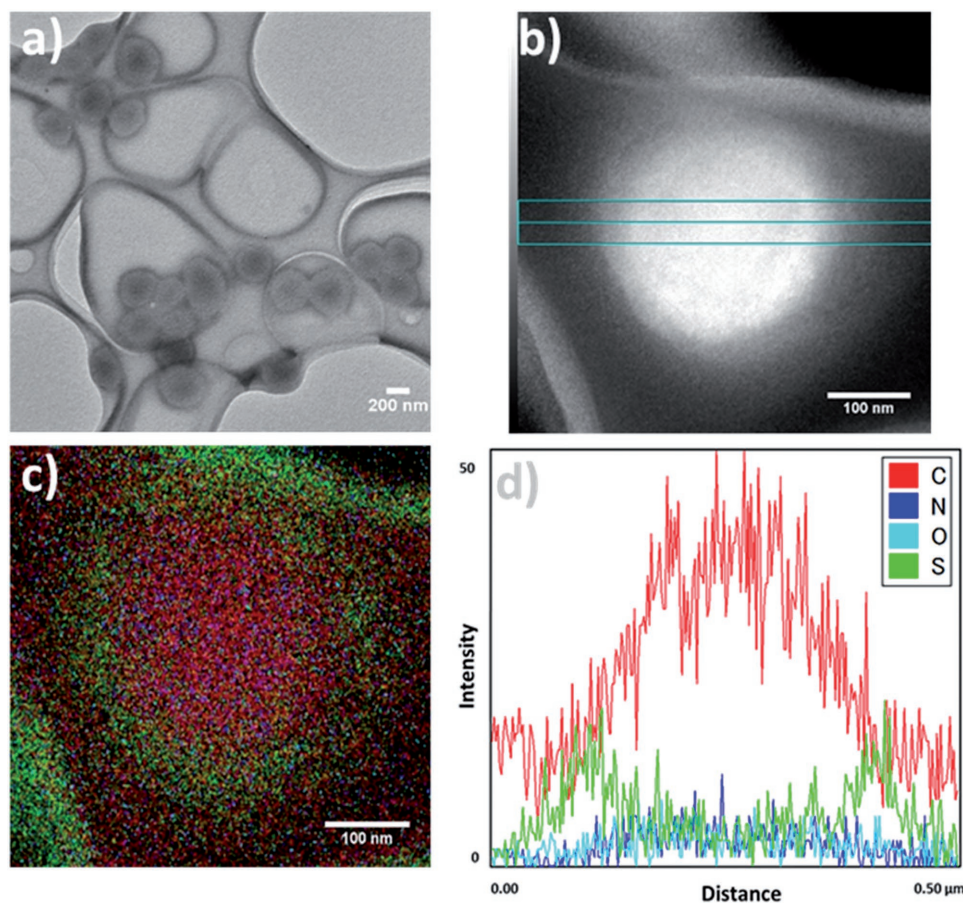 a)
200 nm
b)
100 nm
c)
100 nm
d)
50
C
N
O
S
Intensity
0
0.00
Distance
0.50 µm